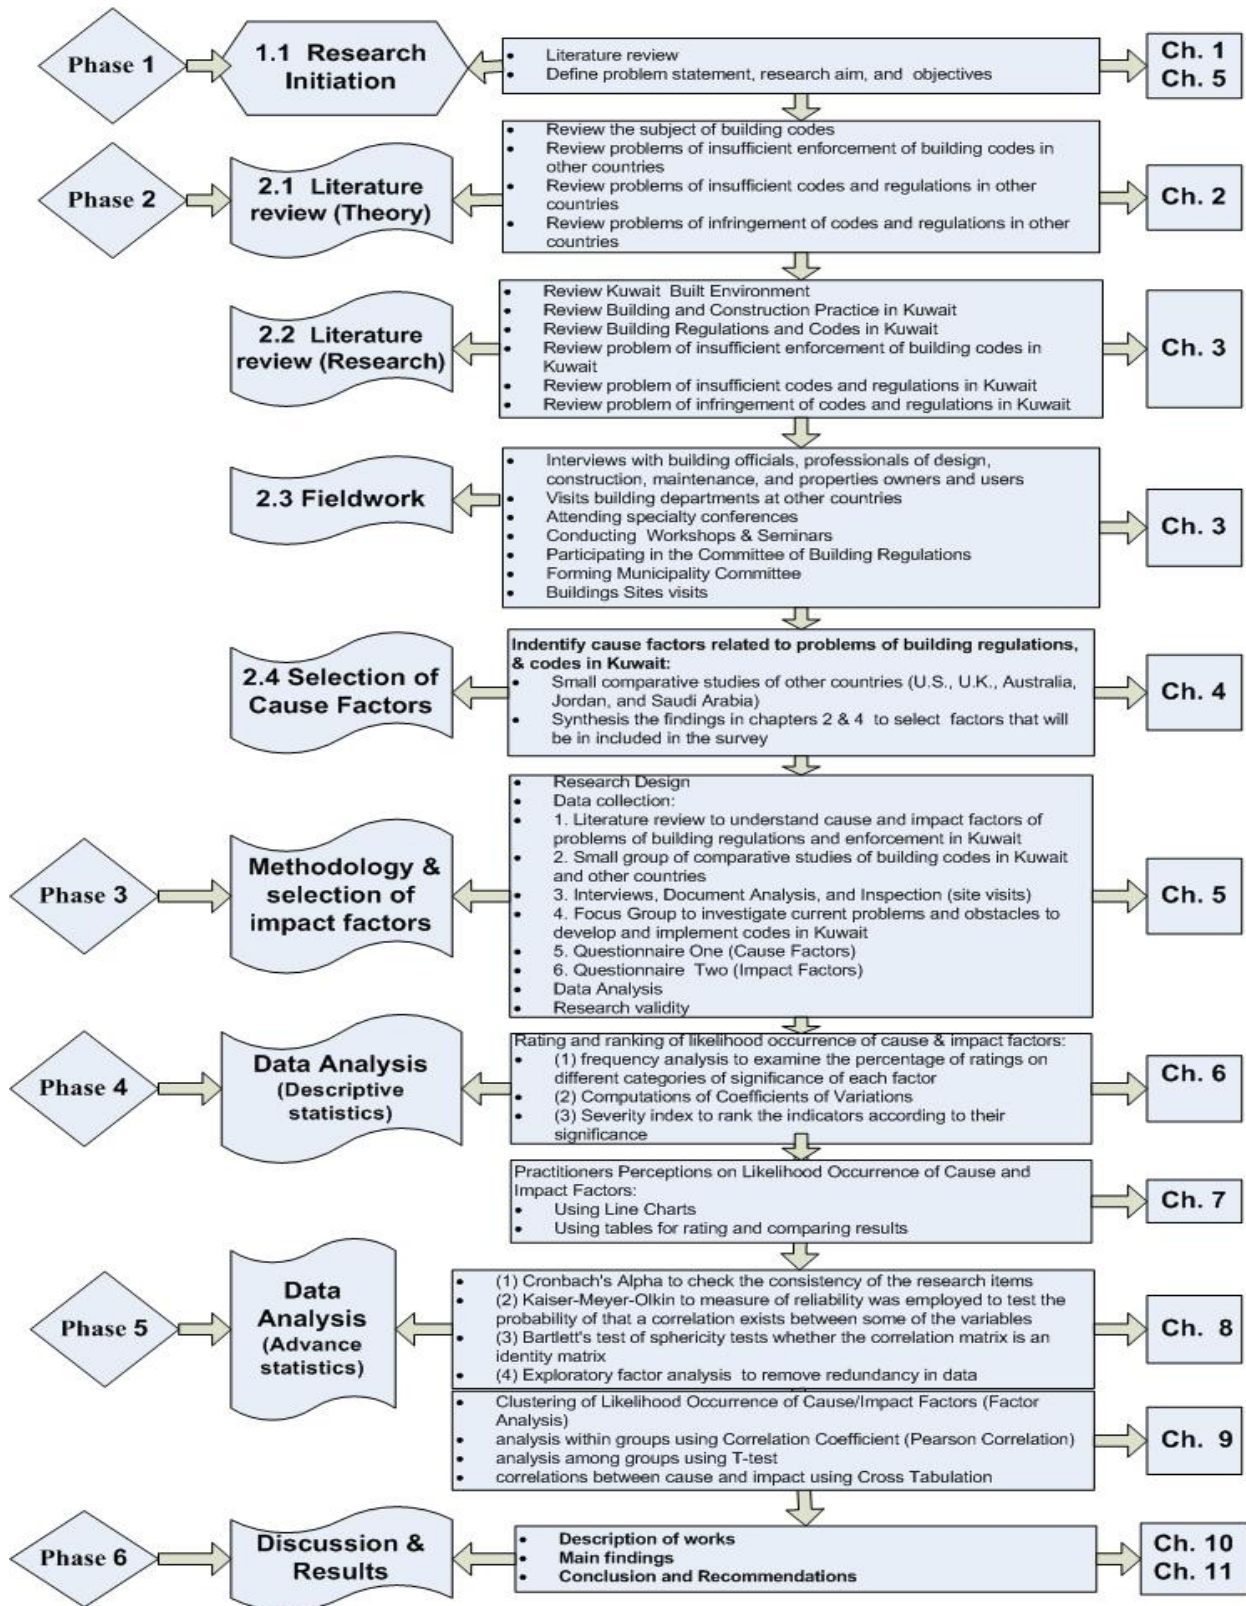 Phase 1
1.1 Research
Initiation
• Literature review
• Define problem statement, research aim, and objectives
Ch. 1
Ch. 5
Phase 2
2.1 Literature
review (Theory)
• Review the subject of building codes
• Review problems of insufficient enforcement of building codes in
other countries
• Review problems of insufficient codes and regulations in other
countries
• Review problems of infringement of codes and regulations in other
countries
Ch. 2
2.2 Literature
review (Research)
• Review Kuwait Built Environment
• Review Building and Construction Practice in Kuwait
• Review Building Regulations and Codes in Kuwait
• Review problem of insufficient enforcement of building codes in
Kuwait
• Review problem of insufficient codes and regulations in Kuwait
• Review problem of infringement of codes and regulations in Kuwait
Ch. 3
2.3 Fieldwork
• Interviews with building officials, professionals of design,
construction, maintenance, and properties owners and users
• Visits building departments at other countries
• Attending specialty conferences
• Conducting Workshops & Seminars
• Participating in the Committee of Building Regulations
• Forming Municipality Committee
• Buildings Sites visits
Ch. 3
2.4 Selection of
Cause Factors
Indentify cause factors related to problems of building regulations,
& codes in Kuwait:
• Small comparative studies of other countries (U.S., U.K., Australia,
Jordan, and Saudi Arabia)
• Synthesis the findings in chapters 2 & 4 to select factors that will
be in included in the survey
Ch. 4
Phase 3
Methodology &
selection of
impact factors
• Research Design
• Data collection:
• 1. Literature review to understand cause and impact factors of
problems of building regulations and enforcement in Kuwait
• 2. Small group of comparative studies of building codes in Kuwait
and other countries
• 3. Interviews, Document Analysis, and Inspection (site visits)
• 4. Focus Group to investigate current problems and obstacles to
develop and implement codes in Kuwait
• 5. Questionnaire One (Cause Factors)
• 6. Questionnaire Two (Impact Factors)
• Data Analysis
• Research validity
Ch. 5
Phase 4
Data Analysis
(Descriptive
statistics)
Rating and ranking of likelihood occurrence of cause & impact factors:
• (1) frequency analysis to examine the percentage of ratings on
different categories of significance of each factor
• (2) Computations of Coefficients of Variations
• (3) Severity index to rank the indicators according to their
significance
Ch. 6
Practitioners Perceptions on Likelihood Occurrence of Cause and
Impact Factors:
• Using Line Charts
• Using tables for rating and comparing results
Ch. 7
Phase 5
Data
Analysis
(Advance
statistics)
• (1) Cronbach's Alpha to check the consistency of the research items
• (2) Kaiser-Meyer-Olkin to measure of reliability was employed to test the
probability of that a correlation exists between some of the variables
• (3) Bartlett's test of sphericity tests whether the correlation matrix is an
identity matrix
• (4) Exploratory factor analysis to remove redundancy in data
Ch. 8
• Clustering of Likelihood Occurrence of Cause/Impact Factors (Factor
Analysis)
• analysis within groups using Correlation Coefficient (Pearson Correlation)
• analysis among groups using T-test
• correlations between cause and impact using Cross Tabulation
Ch. 9
Phase 6
Discussion &
Results
• Description of works
• Main findings
• Conclusion and Recommendations
Ch. 10
Ch. 11